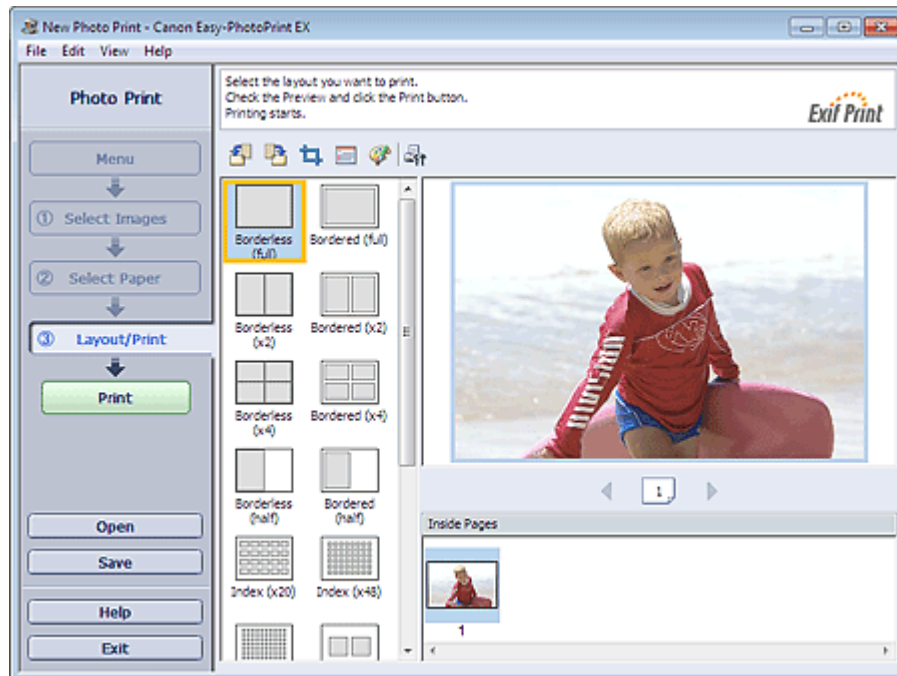 New Photo Print - Canon Easy-PhotoPrint EX
File Edit View Help
Photo Print
Select the layout you want to print.
Check the Preview and click the Print button.
Printing starts.
Exif Print
Menu
① Select Images
② Select Paper
③ Layout/Print
Print
Open
Save
Help
Exit
Borderless
(full)
Bordered (full)
Borderless
(x2)
Bordered (x2)
Borderless
(x4)
Bordered (x4)
Borderless
(half)
Bordered
(half)
Index (x20)
Index (x48)
1
Inside Pages
1